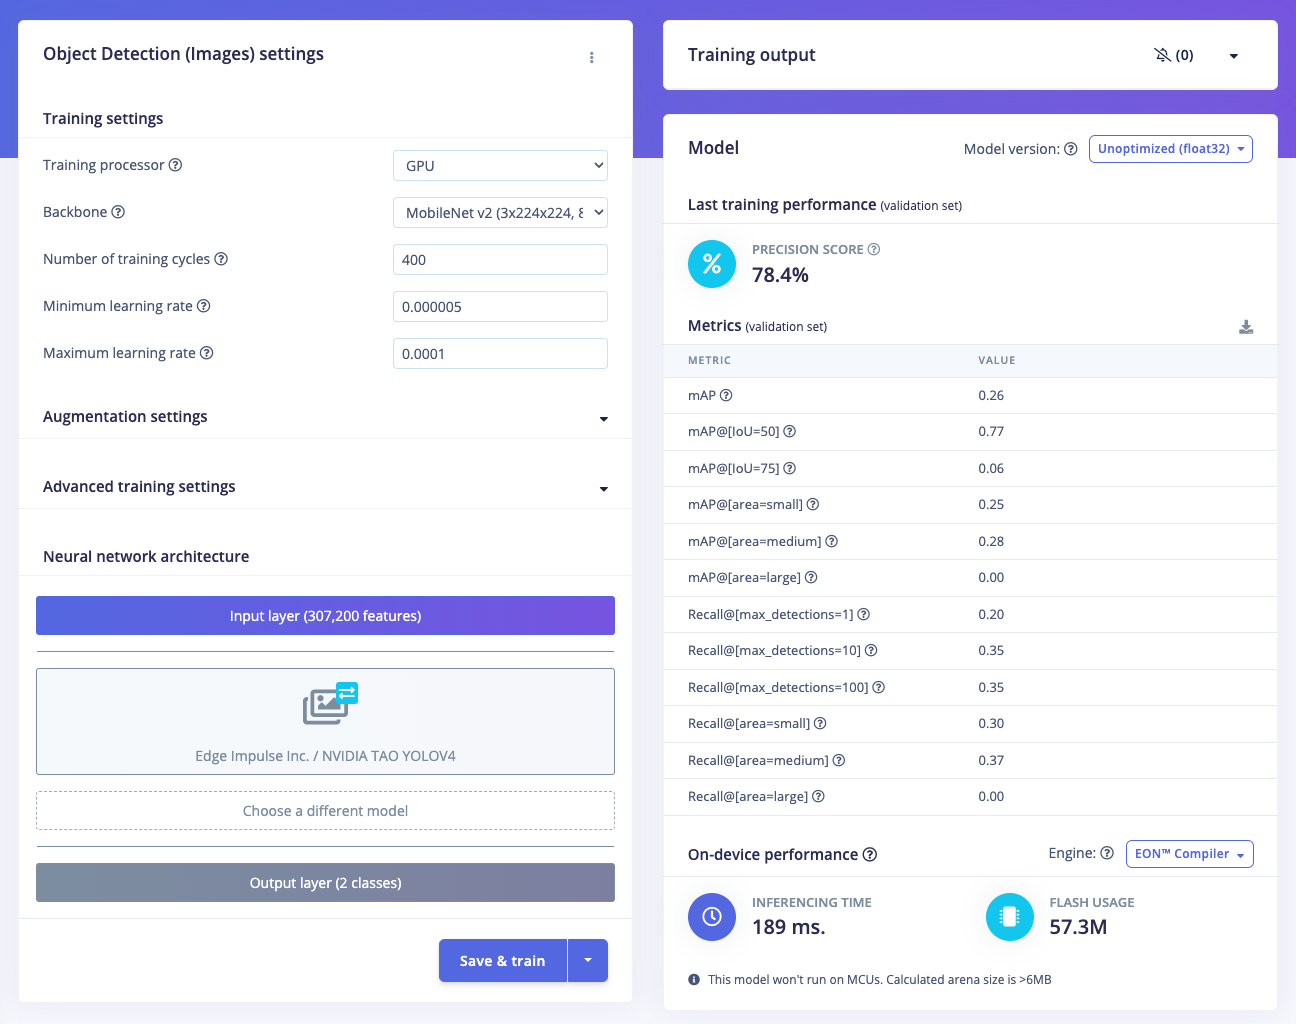 Object Detection (Images) settings
Training settings
Training processor
GPU
Backbone
MobileNet v2 (3x224x224, 8
Number of training cycles
400
Minimum learning rate
0.000005
Maximum learning rate
0.0001
Augmentation settings
Advanced training settings
Neural network architecture
Input layer (307,200 features)
Edge Impulse Inc. / NVIDIA TAO YOLOV4
Choose a different model
Output layer (2 classes)
Save & train
Training output
(0)
Model
Model version:
Unoptimized (float32)
Last training performance (validation set)
%
PRECISION SCORE
78.4%
Metrics (validation set)
METRIC VALUE
mAP 0.26
mAP@[IoU=50] 0.77
mAP@[IoU=75] 0.06
mAP@[area=small] 0.25
mAP@[area=medium] 0.28
mAP@[area=large] 0.00
Recall@[max_detections=1] 0.20
Recall@[max_detections=10] 0.35
Recall@[max_detections=100] 0.35
Recall@[area=small] 0.30
Recall@[area=medium] 0.37
Recall@[area=large] 0.00
On-device performance
Engine:
EON™ Compiler
INFERENCING TIME
189 ms.
FLASH USAGE
57.3M
This model won't run on MCUs. Calculated arena size is >6MB